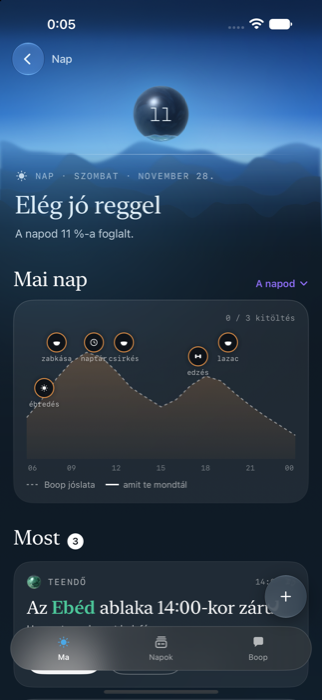 0:05
Nap
11
NAP · SZOMBAT · NOVEMBER 28.
Elég jó reggel
A napod 11 %-a foglalt.
Mai nap
A napod
0 / 3 kitöltés
zabkása
naptár
csirkés
lazac
edzés
ébredés
06 09 12 15 18 21 00
Boop jóslata
amit te mondtál
Most 3
TEENDŐ
Az Ebéd ablaka 14:00-kor
Ma
Napok
Boop